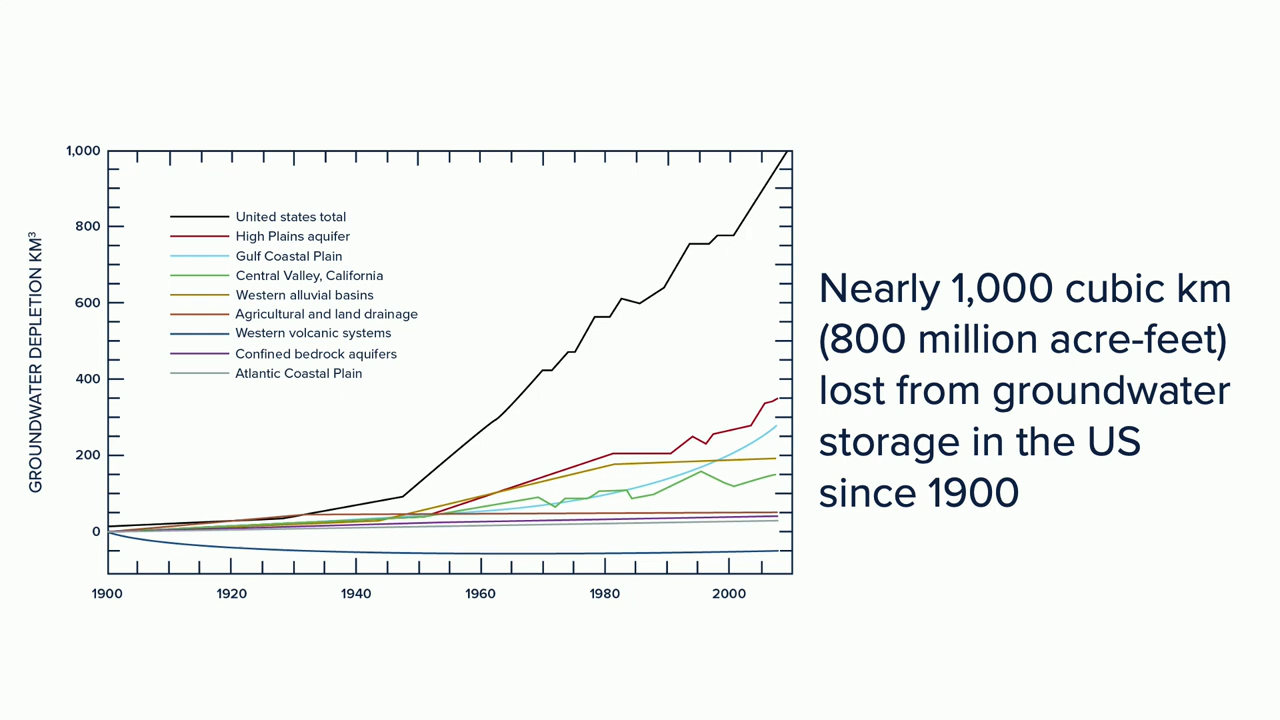 1,000
800
600
400
200
0
GROUNDWATER DEPLETION KM³
United states total
High Plains aquifer
Gulf Coastal Plain
Central Valley, California
Western alluvial basins
Agricultural and land drainage
Western volcanic systems
Confined bedrock aquifers
Atlantic Coastal Plain
1900 1920 1940 1960 1980 2000
Nearly 1,000 cubic km
(800 million acre-feet)
lost from groundwater
storage in the US
since 1900